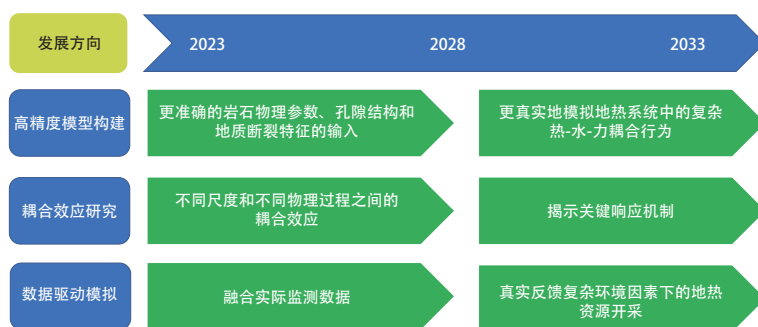 发展方向
2023
2028
2033
高精度模型构建
更准确的岩石物理参数、孔隙结构和
地质断裂特征的输入
更真实地模拟地热系统中的复杂
热-水-力耦合行为
耦合效应研究
不同尺度和不同物理过程之间的
耦合效应
揭示关键响应机制
数据驱动模拟
融合实际监测数据
真实反馈复杂环境因素下的地热
资源开采